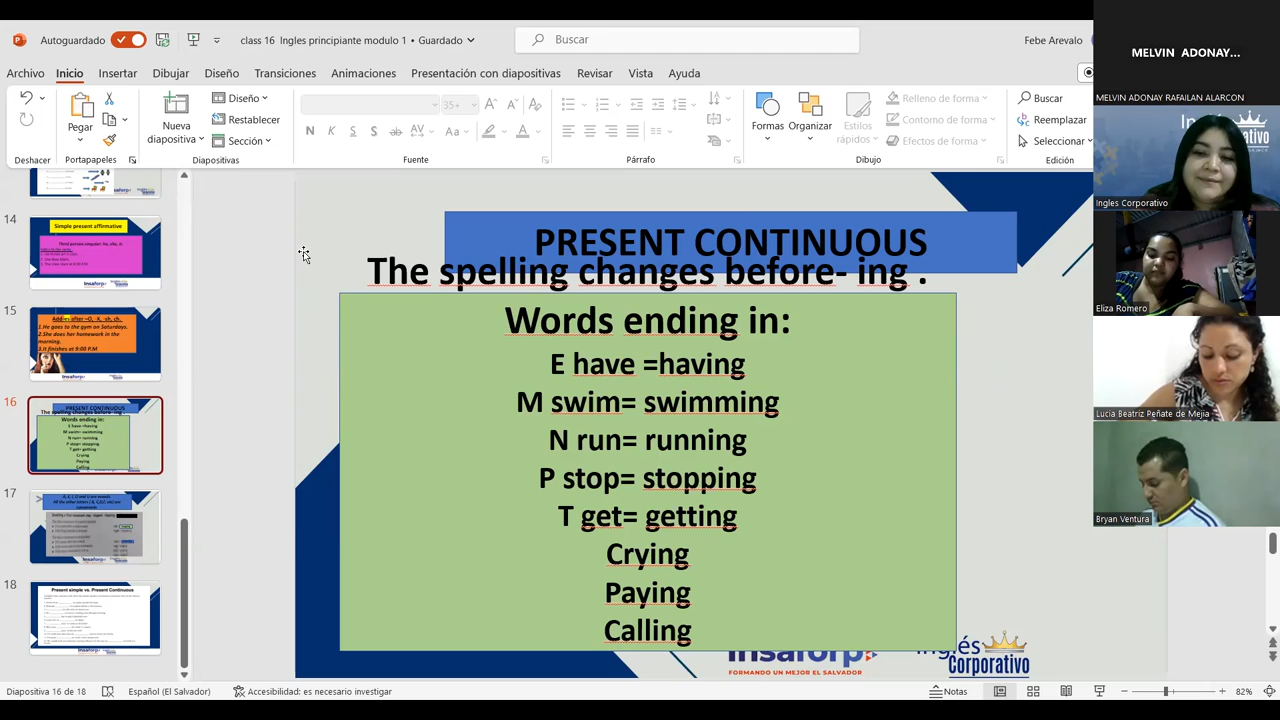 Autoguardado
class 16 Ingles principiante modulo 1 • Guardado
Buscar
Febe Arevalo
Archivo Inicio Insertar Dibujar Diseño Transiciones Animaciones Presentación con diapositivas Revisar Vista Ayuda
Pegar
Nueva diapositiva
Diseño
Restablecer
Sección
35+
N K S S ab AV Aa A
Formas
Organizar
Estilos rápidos
Relleno de forma
Contorno de forma
Efectos de forma
Buscar
Reemplazar
Seleccionar
Deshacer Portapapeles Diapositivas Fuente Párrafo Dibujo Edición
14
Simple present affirmative
15
16
17
18
Present simple vs. Present Continuous
PRESENT CONTINUOUS
The spelling changes before- ing .
Words ending in:
E have =having
M swim= swimming
N run= running
P stop= stopping
T get= getting
Crying
Paying
Calling
Insaforp
FORMANDO UN MEJOR EL SALVADOR
Inglés
Corporativo
Diapositiva 16 de 18
Español (El Salvador)
Accesibilidad: es necesario investigar
Notas
82%
MELVIN ADONAY...
MELVIN ADONAY RAFAILAN ALARCON
Ingles Corporativo
Eliza Romero
Lucia Beatriz Peñate de Mejia
Bryan Ventura